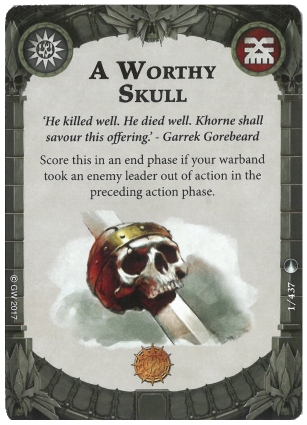 A Worthy
Skull
'He killed well. He died well. Khorne shall
savour this offering.' - Garrek Gorebeard
Score this in an end phase if your warband
took an enemy leader out of action in the
preceding action phase.
© GW 2017
1/437